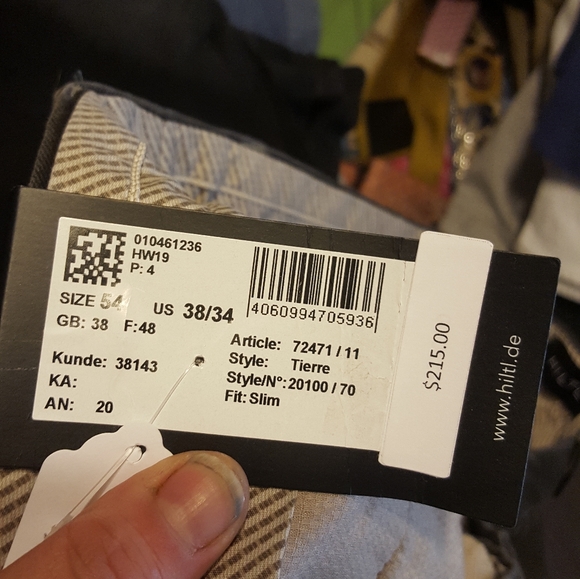 010461236
HW19
P: 4
SIZE 54 US 38/34
GB: 38 F:48
4060994705936
Kunde: 38143
KA:
AN: 20
Article: 72471 / 11
Style: Tierre
Style/N°: 20100 / 70
Fit: Slim
$215.00
www.hiltl.de